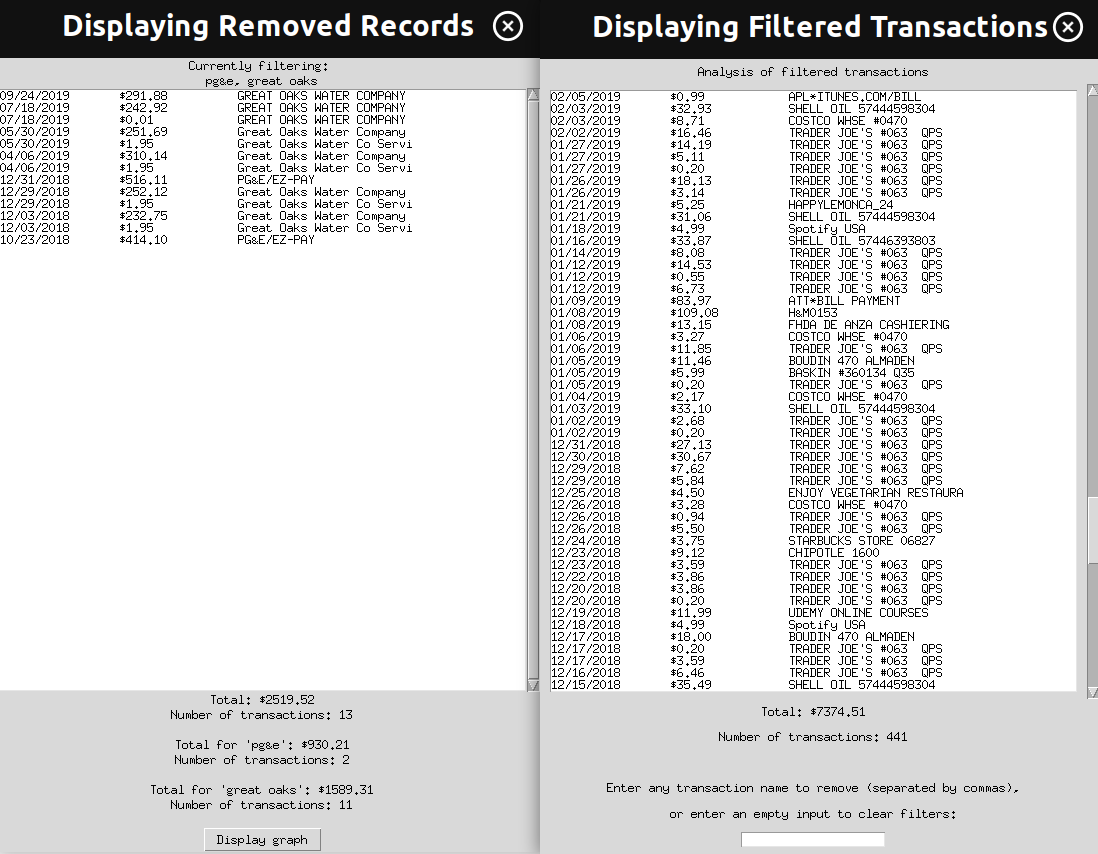 Displaying Removed Records
Currently filtering:
pg&e, great oaks
09/24/2019 $291.88 GREAT OAKS WATER COMPANY
07/18/2019 $242.92 GREAT OAKS WATER COMPANY
07/18/2019 $0.01 GREAT OAKS WATER COMPANY
05/30/2019 $251.69 Great Oaks Water Company
05/30/2019 $1.95 Great Oaks Water Co Servi
04/06/2019 $310.14 Great Oaks Water Company
04/06/2019 $1.95 Great Oaks Water Co Servi
12/31/2018 $516.11 PG&E/EZ-PAY
12/29/2018 $252.12 Great Oaks Water Company
12/29/2018 $1.95 Great Oaks Water Co Servi
12/03/2018 $232.75 Great Oaks Water Company
12/03/2018 $1.95 Great Oaks Water Co Servi
10/23/2018 $414.10 PG&E/EZ-PAY
Total: $2519.52
Number of transactions: 13
Total for 'pg&e': $930.21
Number of transactions: 2
Total for 'great oaks': $1589.31
Number of transactions: 11
Display graph
Displaying Filtered Transactions
Analysis of filtered transactions
02/05/2019 $0.99 APL*ITUNES.COM/BILL
02/03/2019 $32.93 SHELL OIL 57444598304
02/03/2019 $8.71 COSTCO WHSE #0470
02/02/2019 $16.46 TRADER JOE'S #063 QPS
01/27/2019 $14.19 TRADER JOE'S #063 QPS
01/27/2019 $5.11 TRADER JOE'S #063 QPS
01/27/2019 $0.20 TRADER JOE'S #063 QPS
01/26/2019 $18.13 TRADER JOE'S #063 QPS
01/26/2019 $3.14 TRADER JOE'S #063 QPS
01/21/2019 $5.25 HAPPYLEMONCA_24
01/21/2019 $31.06 SHELL OIL 57444598304
01/18/2019 $4.99 Spotify USA
01/16/2019 $33.87 SHELL OIL 57446393803
01/14/2019 $8.08 TRADER JOE'S #063 QPS
01/12/2019 $14.53 TRADER JOE'S #063 QPS
01/12/2019 $0.55 TRADER JOE'S #063 QPS
01/12/2019 $6.73 TRADER JOE'S #063 QPS
01/09/2019 $83.97 ATT*BILL PAYMENT
01/08/2019 $109.08 H&M0153
01/08/2019 $13.15 FHDA DE ANZA CASHIERING
01/06/2019 $3.27 COSTCO WHSE #0470
01/06/2019 $11.85 TRADER JOE'S #063 QPS
01/05/2019 $11.46 BOUDIN 470 ALMADEN
01/05/2019 $5.99 BASKIN #360134 Q35
01/05/2019 $0.20 TRADER JOE'S #063 QPS
01/04/2019 $2.17 COSTCO WHSE #0470
01/03/2019 $33.10 SHELL OIL 57444598304
01/02/2019 $2.68 TRADER JOE'S #063 QPS
01/02/2019 $0.20 TRADER JOE'S #063 QPS
12/31/2018 $27.13 TRADER JOE'S #063 QPS
12/30/2018 $30.67 TRADER JOE'S #063 QPS
12/29/2018 $7.62 TRADER JOE'S #063 QPS
12/29/2018 $5.84 TRADER JOE'S #063 QPS
12/25/2018 $4.50 ENJOY VEGETARIAN RESTAURA
12/26/2018 $3.28 COSTCO WHSE #0470
12/26/2018 $0.94 TRADER JOE'S #063 QPS
12/26/2018 $5.50 TRADER JOE'S #063 QPS
12/24/2018 $3.75 STARBUCKS STORE 06827
12/23/2018 $9.12 CHIPOTLE 1600
12/23/2018 $3.59 TRADER JOE'S #063 QPS
12/22/2018 $3.86 TRADER JOE'S #063 QPS
12/20/2018 $3.86 TRADER JOE'S #063 QPS
12/20/2018 $0.20 TRADER JOE'S #063 QPS
12/19/2018 $11.99 UDEMY ONLINE COURSES
12/18/2018 $4.99 Spotify USA
12/17/2018 $18.00 BOUDIN 470 ALMADEN
12/17/2018 $0.20 TRADER JOE'S #063 QPS
12/17/2018 $3.59 TRADER JOE'S #063 QPS
12/16/2018 $6.46 TRADER JOE'S #063 QPS
12/15/2018 $35.49 SHELL OIL 57444598304
Total: $7374.51
Number of transactions: 441
Enter any transaction name to remove (separated by commas),
or enter an empty input to clear filters: